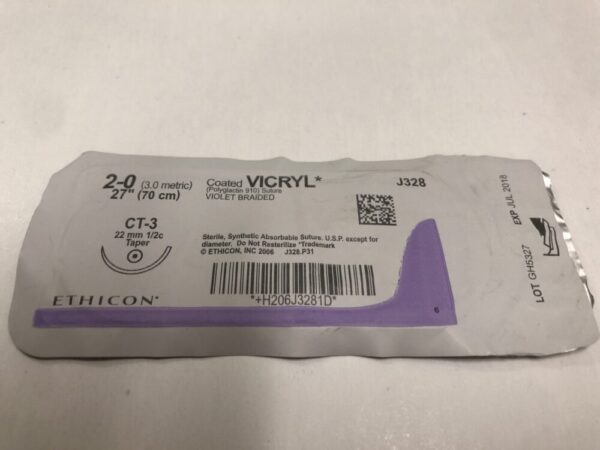 2-0 (3.0 metric)
27" (70 cm)
CT-3
22 mm 1/2c
Taper
ETHICON*
Coated VICRYL*
(Polyglactin 910) Suture
VIOLET BRAIDED
J328
Sterile, Synthetic Absorbable Suture. U.S.P. except for
diameter. Do Not Resterilize *Trademark
© ETHICON, INC 2006 J328.P31
*+H206J3281D*
6
LOT GH5327 EXP JUL 2018